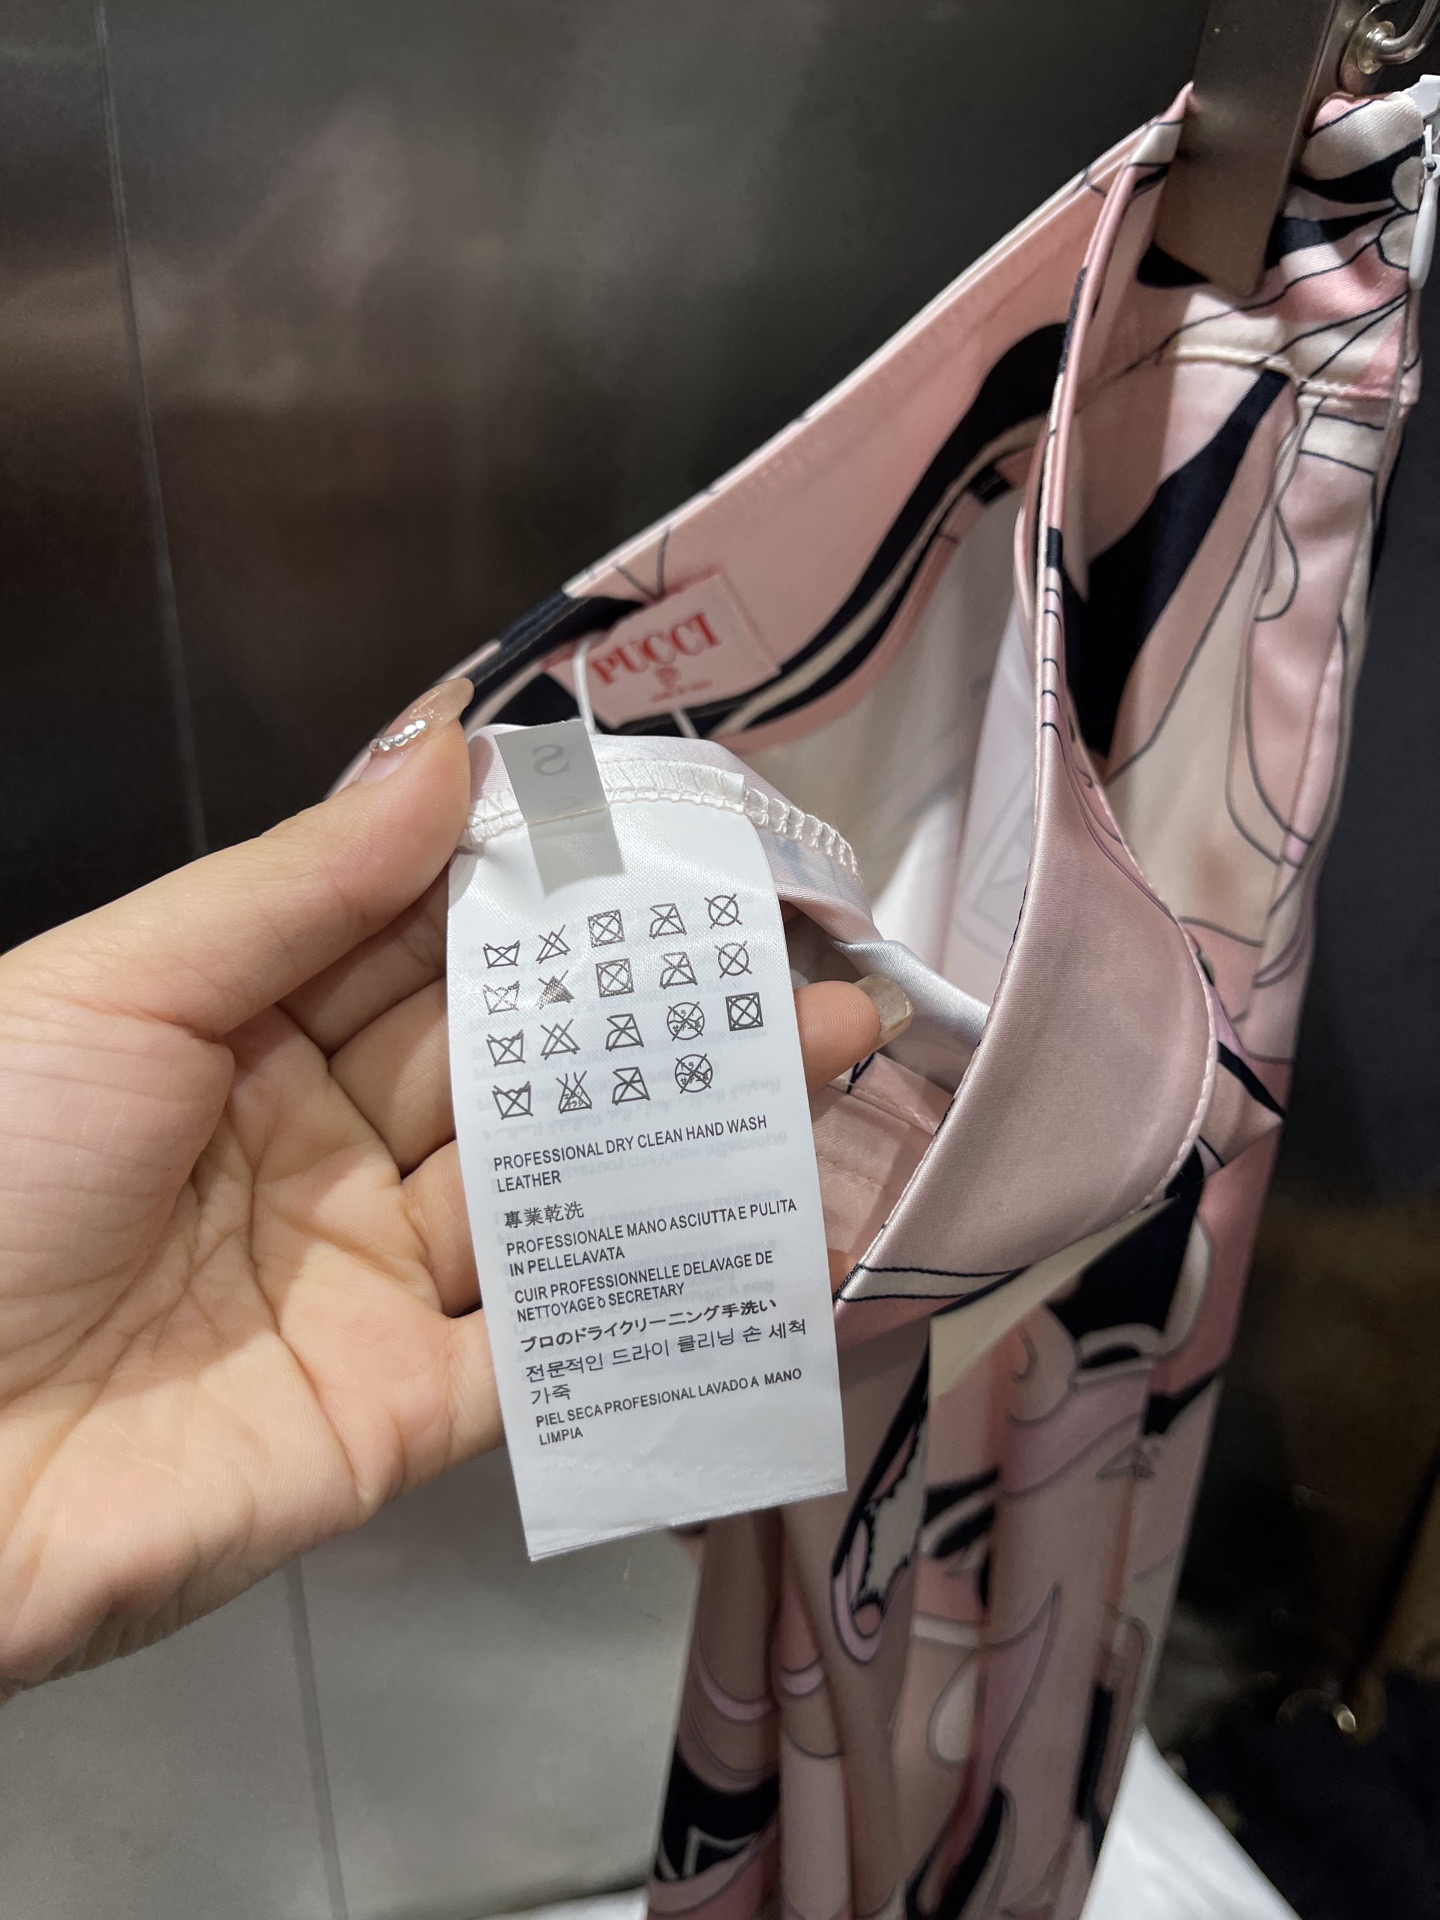 PUCCI
S
PROFESSIONAL DRY CLEAN HAND WASH
LEATHER
專業乾洗
PROFESSIONALE MANO ASCIUTTA E PULITA
IN PELLELAVATA
CUIR PROFESSIONNELLE DELAVAGE DE
NETTOYAGEò SECRETARY
プロのドライクリーニング手洗い
전문적인 드라이 클리닝 손 세척
가죽
PIEL SECA PROFESIONAL LAVADO A MANO
LIMPIA